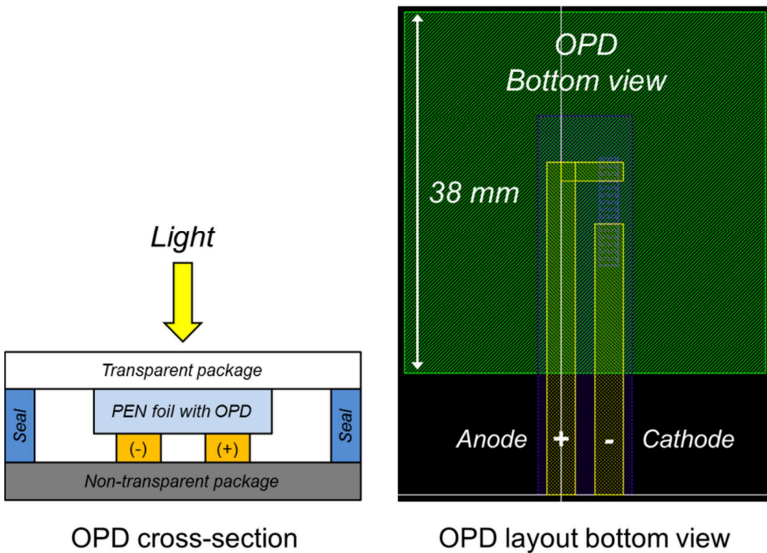 Light
Transparent package
Seal
PEN foil with OPD
Seal
(-)
(+)
Non-transparent package
OPD cross-section
OPD
Bottom view
38 mm
Anode + - Cathode
OPD layout bottom view